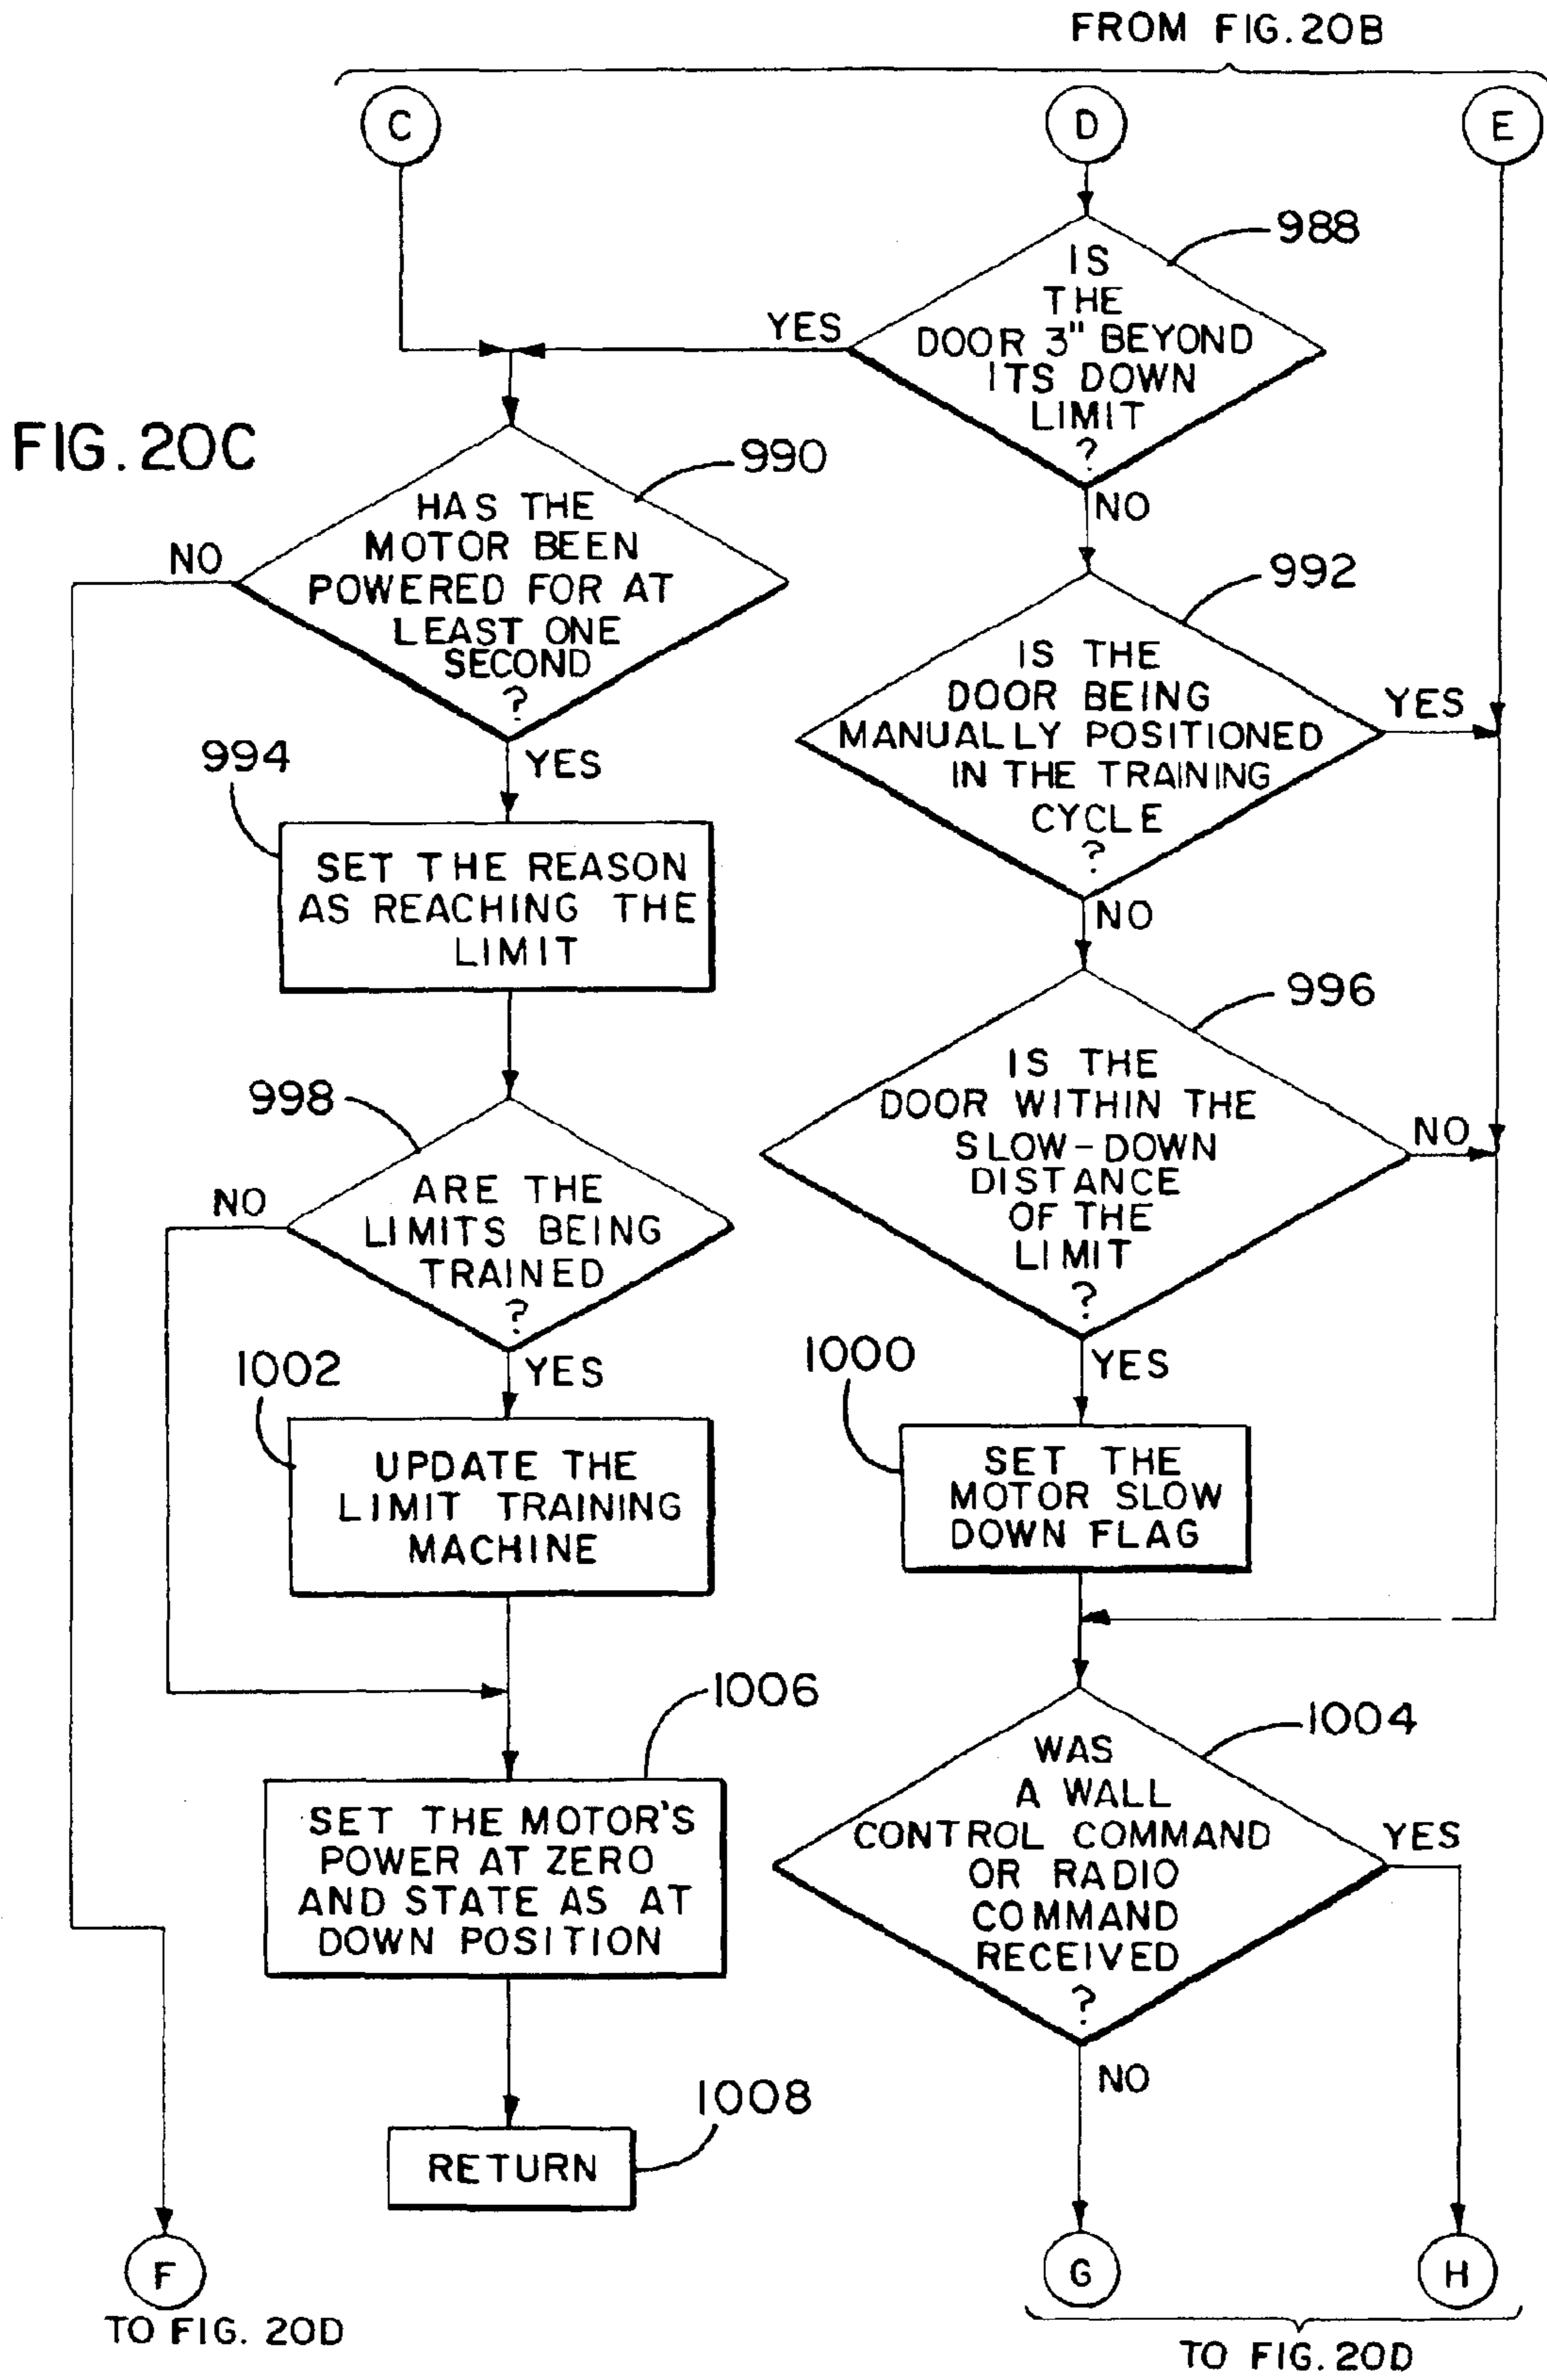 FROM FIG. 20B
C
D
E
988
IS
THE
DOOR 3" BEYOND
ITS DOWN
LIMIT
?
YES
NO
FIG. 20C
990
HAS THE
MOTOR BEEN
POWERED FOR AT
LEAST ONE
SECOND
?
NO
YES
992
IS THE
DOOR BEING
MANUALLY POSITIONED
IN THE TRAINING
CYCLE
?
YES
NO
994
SET THE REASON
AS REACHING THE
LIMIT
996
IS THE
DOOR WITHIN THE
SLOW-DOWN
DISTANCE
OF THE
LIMIT
?
NO
YES
998
ARE THE
LIMITS BEING
TRAINED
?
NO
YES
1000
SET THE
MOTOR SLOW
DOWN FLAG
1002
UPDATE THE
LIMIT TRAINING
MACHINE
1004
WAS
A WALL
CONTROL COMMAND
OR RADIO
COMMAND
RECEIVED
?
YES
NO
1006
SET THE MOTOR'S
POWER AT ZERO
AND STATE AS AT
DOWN POSITION
1008
RETURN
F
TO FIG. 20D
G
H
TO FIG. 20D